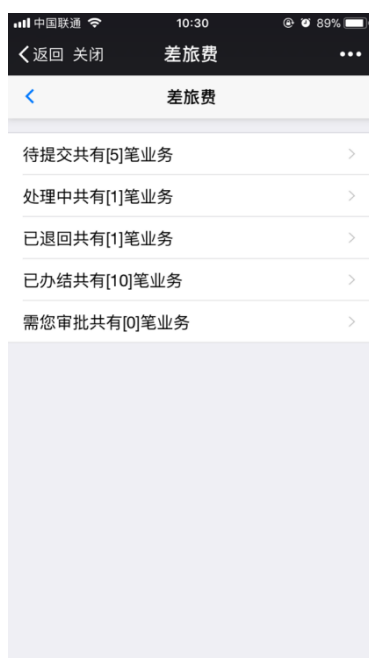 中国联通 10:30 89%
返回 关闭 差旅费
差旅费
待提交共有[5]笔业务
处理中共有[1]笔业务
已退回共有[1]笔业务
已办结共有[10]笔业务
需您审批共有[0]笔业务